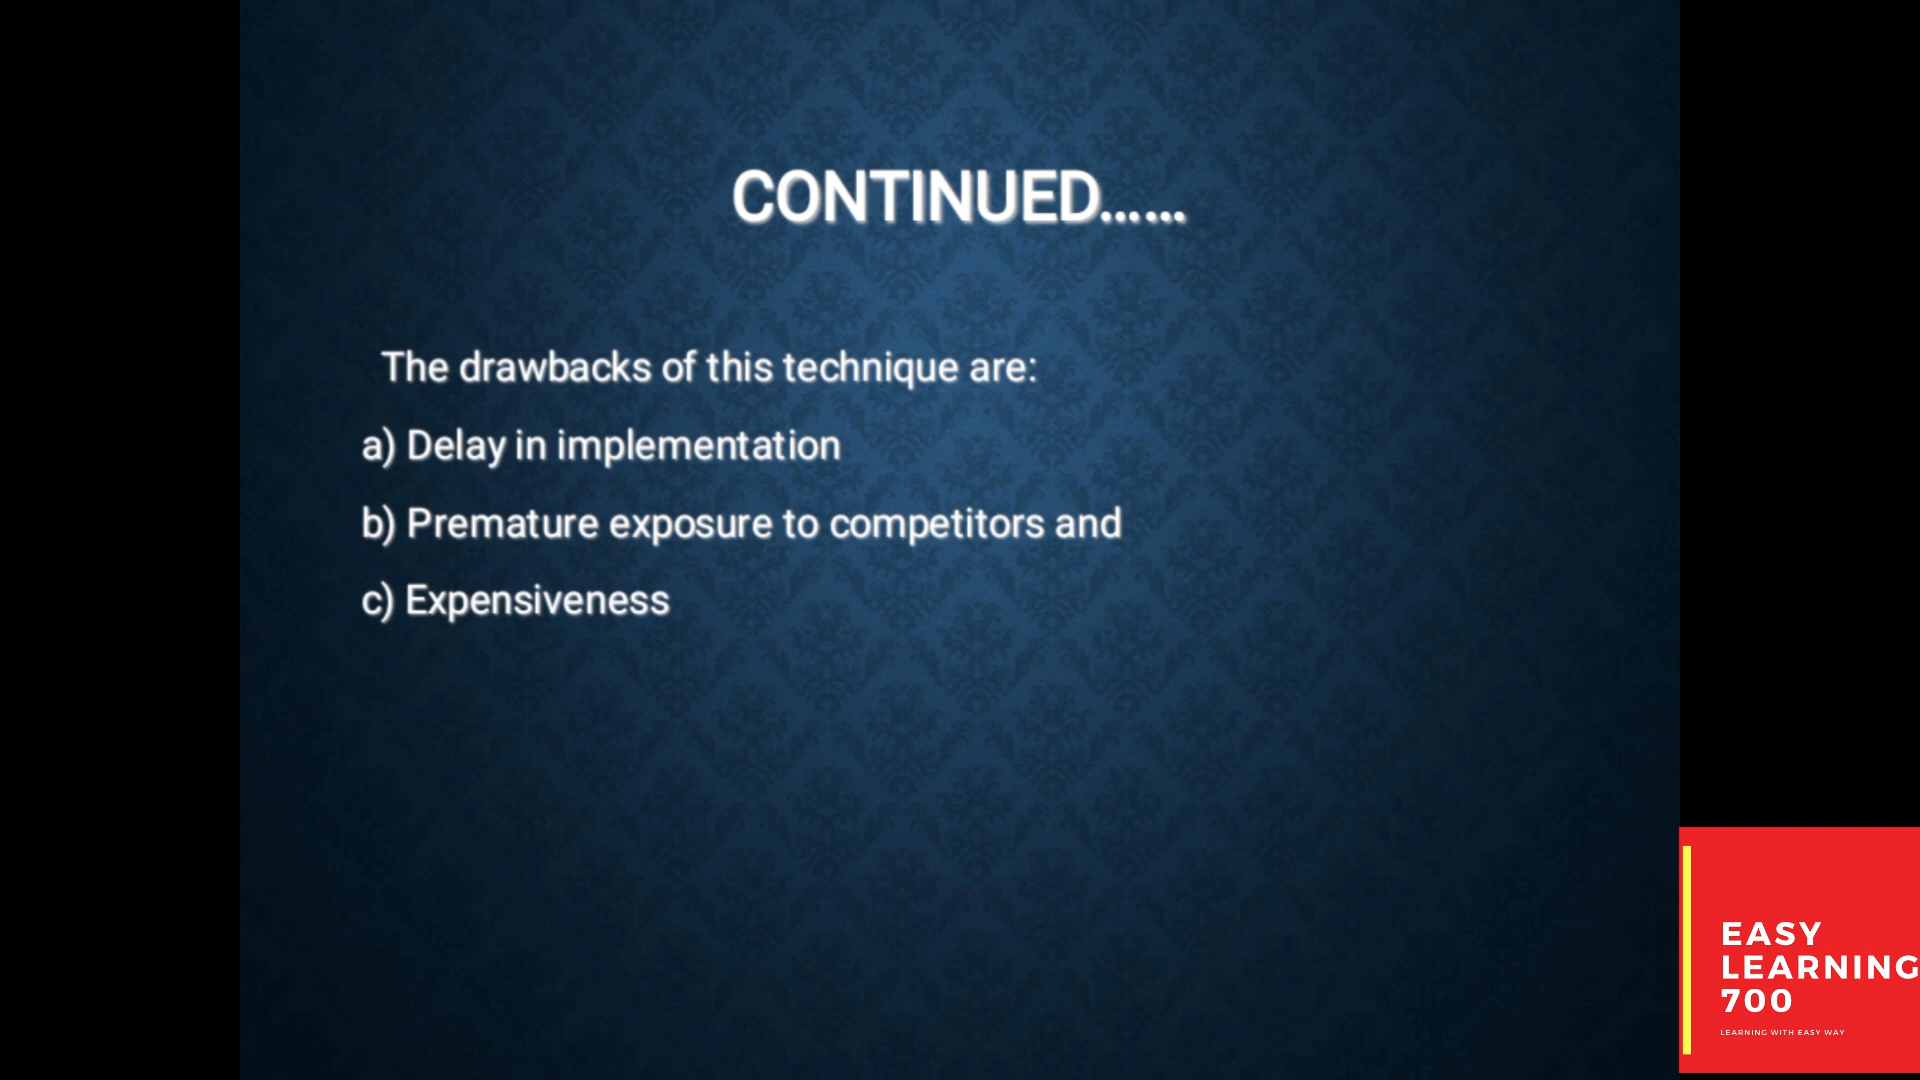 CONTINUED......
The drawbacks of this technique are:
a) Delay in implementation
b) Premature exposure to competitors and
c) Expensiveness
EASY
LEARNING
700
LEARNING WITH EASY WAY